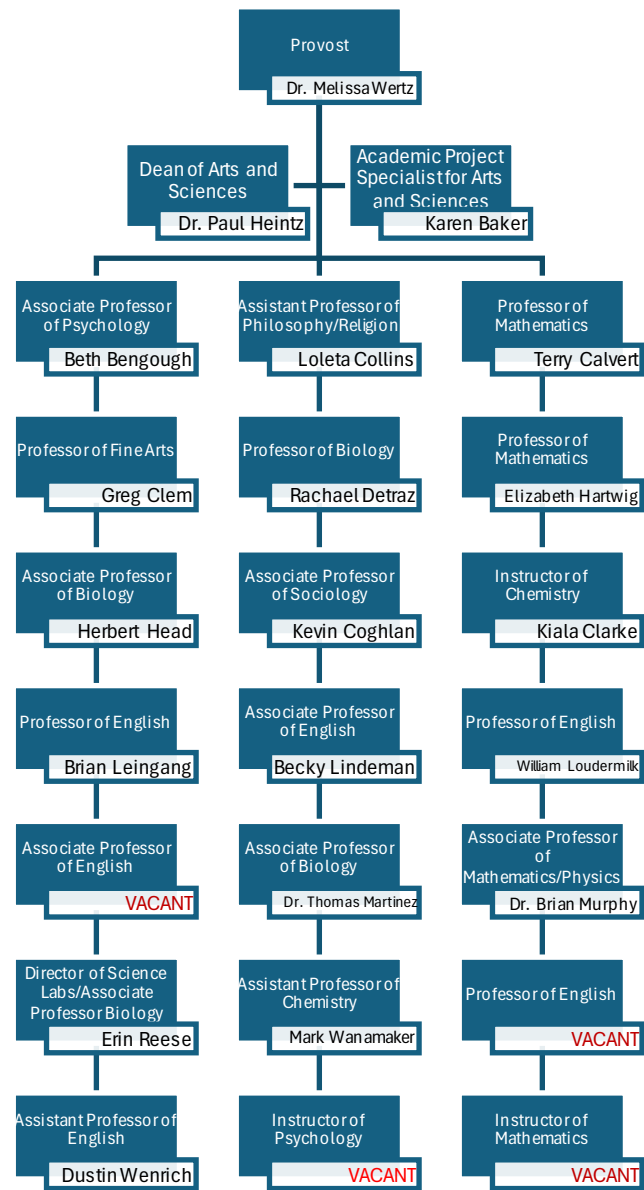 Provost
Dr. Melissa Wertz
Dean of Arts and
Sciences
Dr. Paul Heintz
Academic Project
Specialist for Arts
and Sciences
Karen Baker
Associate Professor
of Psychology
Beth Bengough
Assistant Professor of
Philosophy/Religion
Loleta Collins
Professor of
Mathematics
Terry Calvert
Professor of Fine Arts
Greg Clem
Professor of Biology
Rachael Detraz
Professor of
Mathematics
Elizabeth Hartwig
Associate Professor
of Biology
Herbert Head
Associate Professor
of Sociology
Kevin Coghlan
Instructor of
Chemistry
Kiala Clarke
Professor of English
Brian Leingang
Associate Professor
of English
Becky Lindeman
Professor of English
William Loudermilk
Associate Professor
of English
VACANT
Associate Professor
of Biology
Dr. Thomas Martinez
Associate Professor
of
Mathematics/Physics
Dr. Brian Murphy
Director of Science
Labs/Associate
Professor Biology
Erin Reese
Assistant Professor of
Chemistry
Mark Wanamaker
Professor of English
VACANT
Assistant Professor of
English
Dustin Wenrich
Instructor of
Psychology
VACANT
Instructor of
Mathematics
VACANT